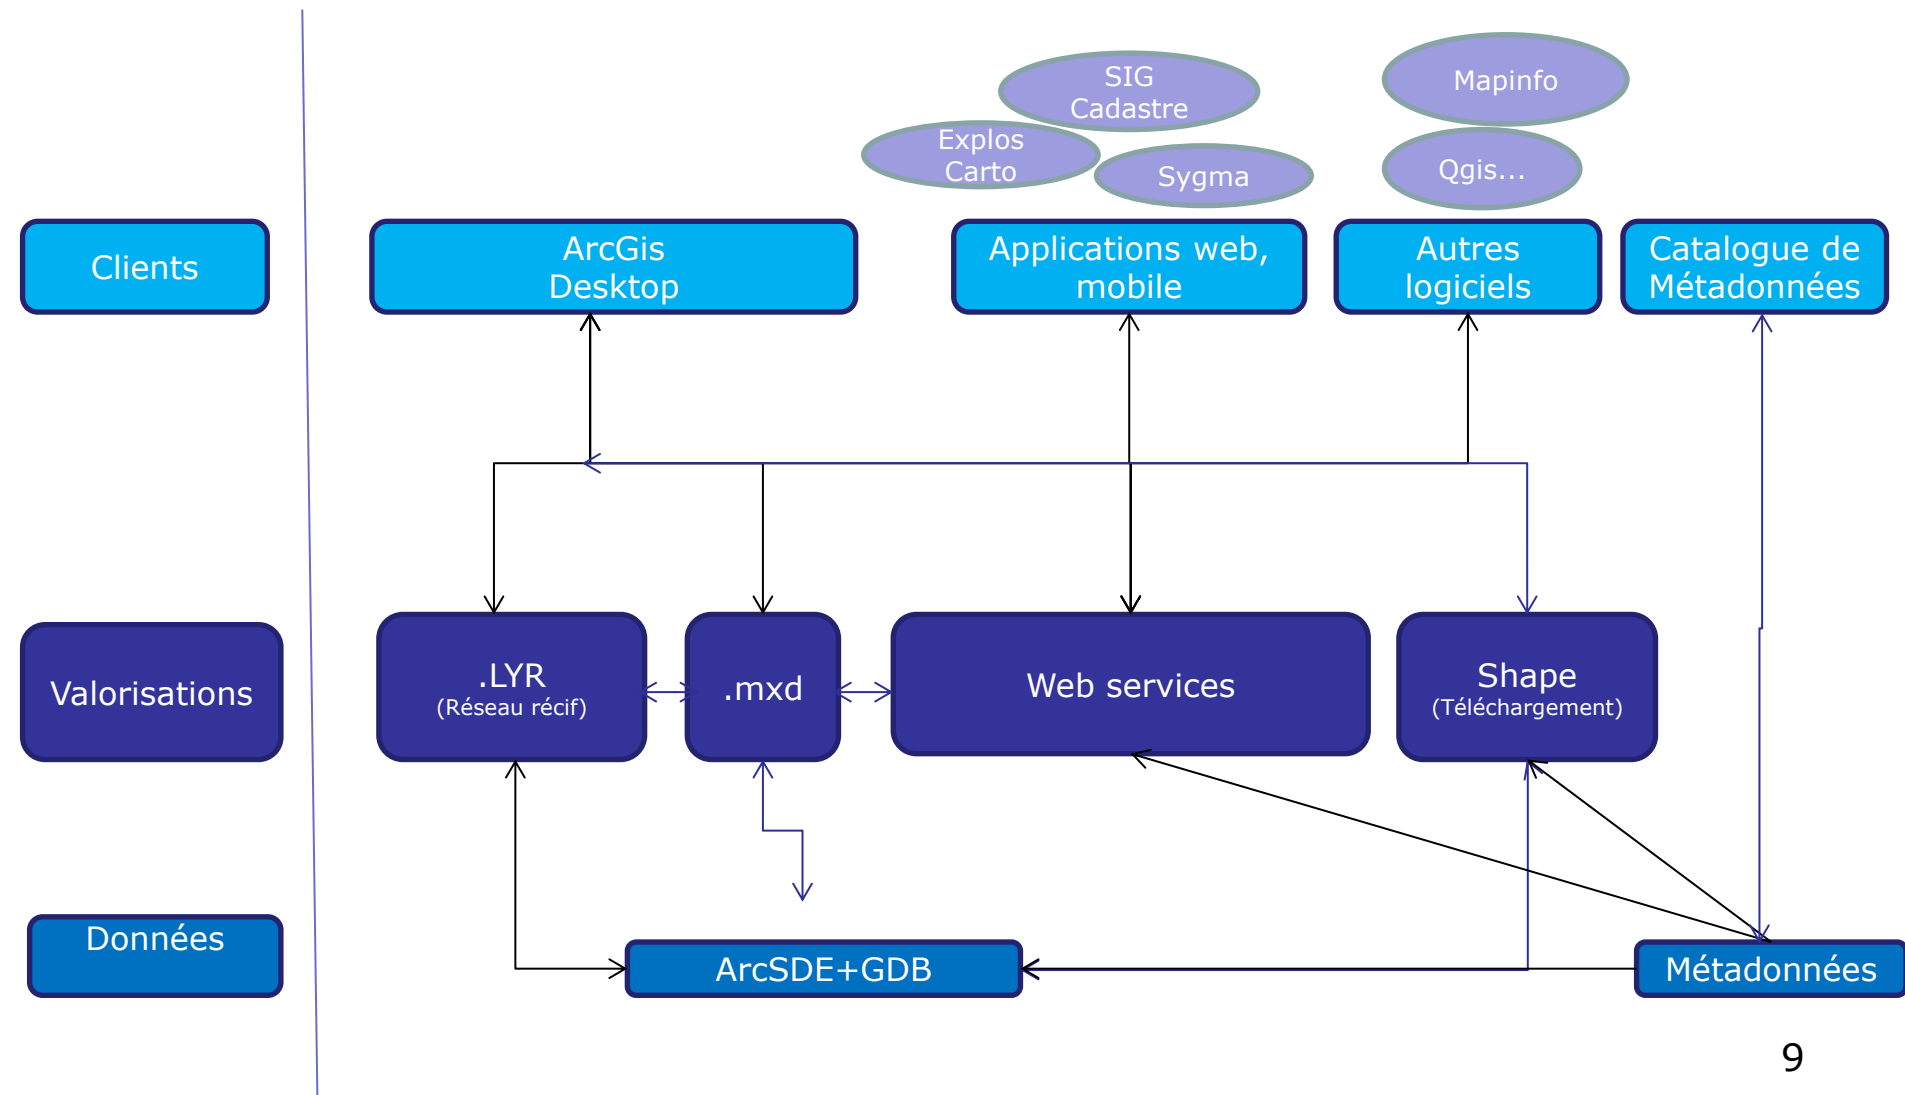 SIG
Cadastre
Mapinfo
Explos
Carto
Sygma
Qgis...
Clients
ArcGis
Desktop
Applications web,
mobile
Autres
logiciels
Catalogue de
Métadonnées
Valorisations
.LYR
(Réseau récif)
.mxd
Web services
Shape
(Téléchargement)
Données
ArcSDE+GDB
Métadonnées
9